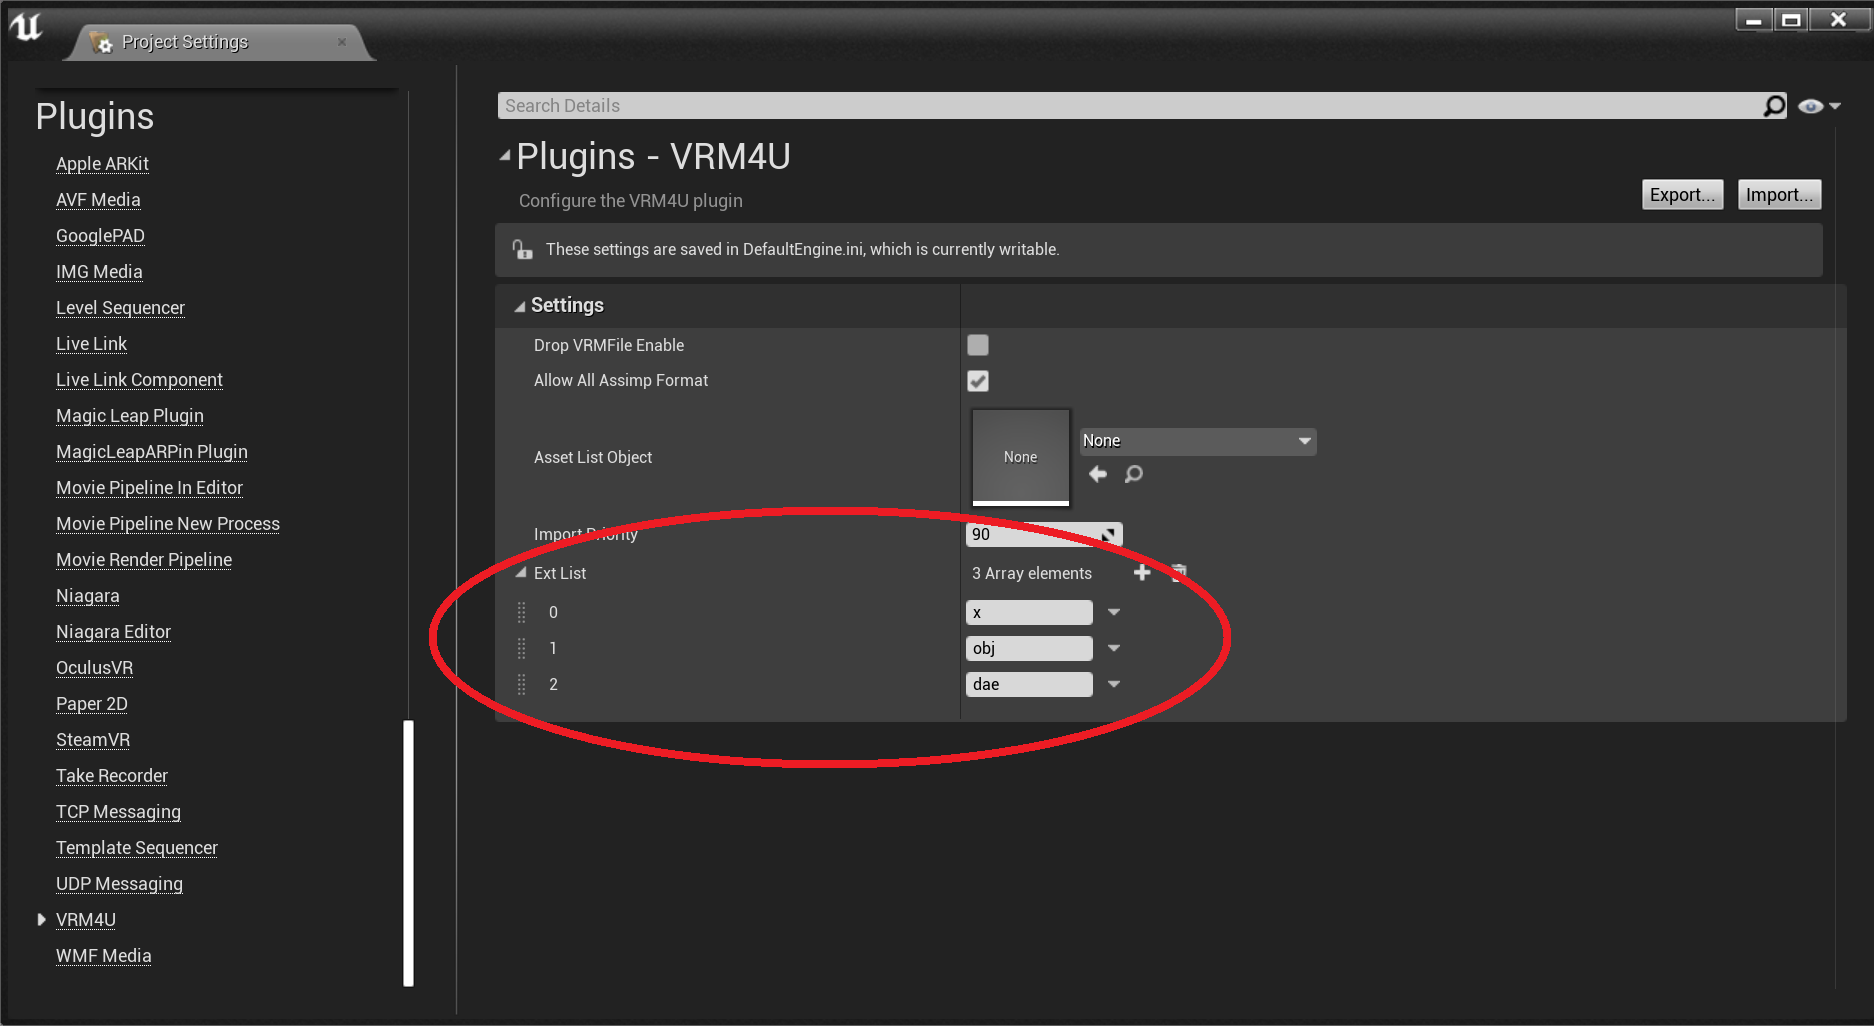 Project Settings
Plugins
Apple ARKit
AVF Media
GooglePAD
IMG Media
Level Sequencer
Live Link
Live Link Component
Magic Leap Plugin
MagicLeapARPin Plugin
Movie Pipeline In Editor
Movie Pipeline New Process
Movie Render Pipeline
Niagara
Niagara Editor
OculusVR
Paper 2D
SteamVR
Take Recorder
TCP Messaging
Template Sequencer
UDP Messaging
VRM4U
WMF Media
Search Details
Plugins - VRM4U
Configure the VRM4U plugin
Export... Import...
These settings are saved in DefaultEngine.ini, which is currently writable.
Settings
Drop VRMFile Enable
Allow All Assimp Format
Asset List Object None None
Import Priority 90
Ext List 3 Array elements
0 x
1 obj
2 dae